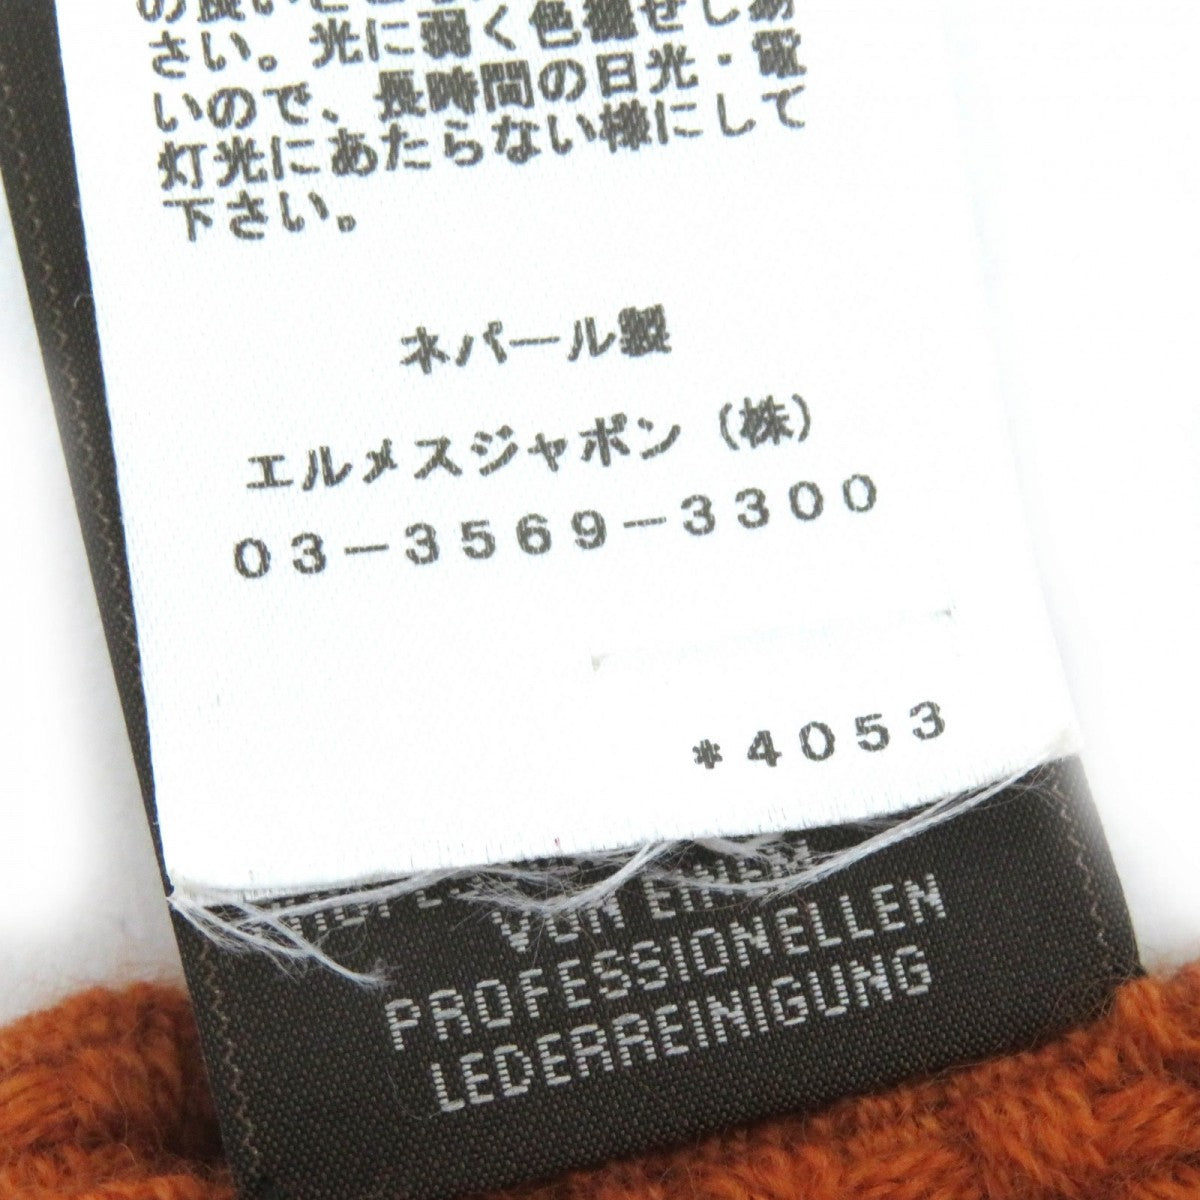 さい。光に弱く色褪せし易
いので、長時間の日光・電
灯光にあたらない様にして
下さい。
ネパール製
エルメスジャポン（株）
03-3569-3300
*4053
VON EINEM
PROFESSIONELLEN
LEDERREINIGUNG